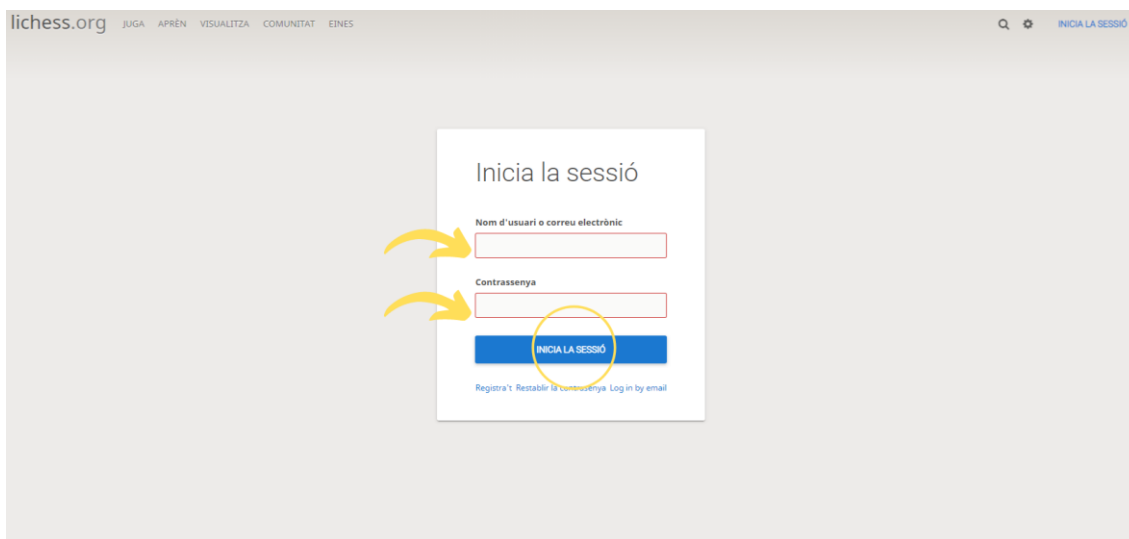 lichess.org JUGA APRÈN VISUALITZA COMUNITAT EINES INICIA LA SESSIÓ
Inicia la sessió
Nom d'usuari o correu electrònic
Contrassenya
INICIA LA SESSIÓ
Registra't Restablir la contrasenya Log in by email